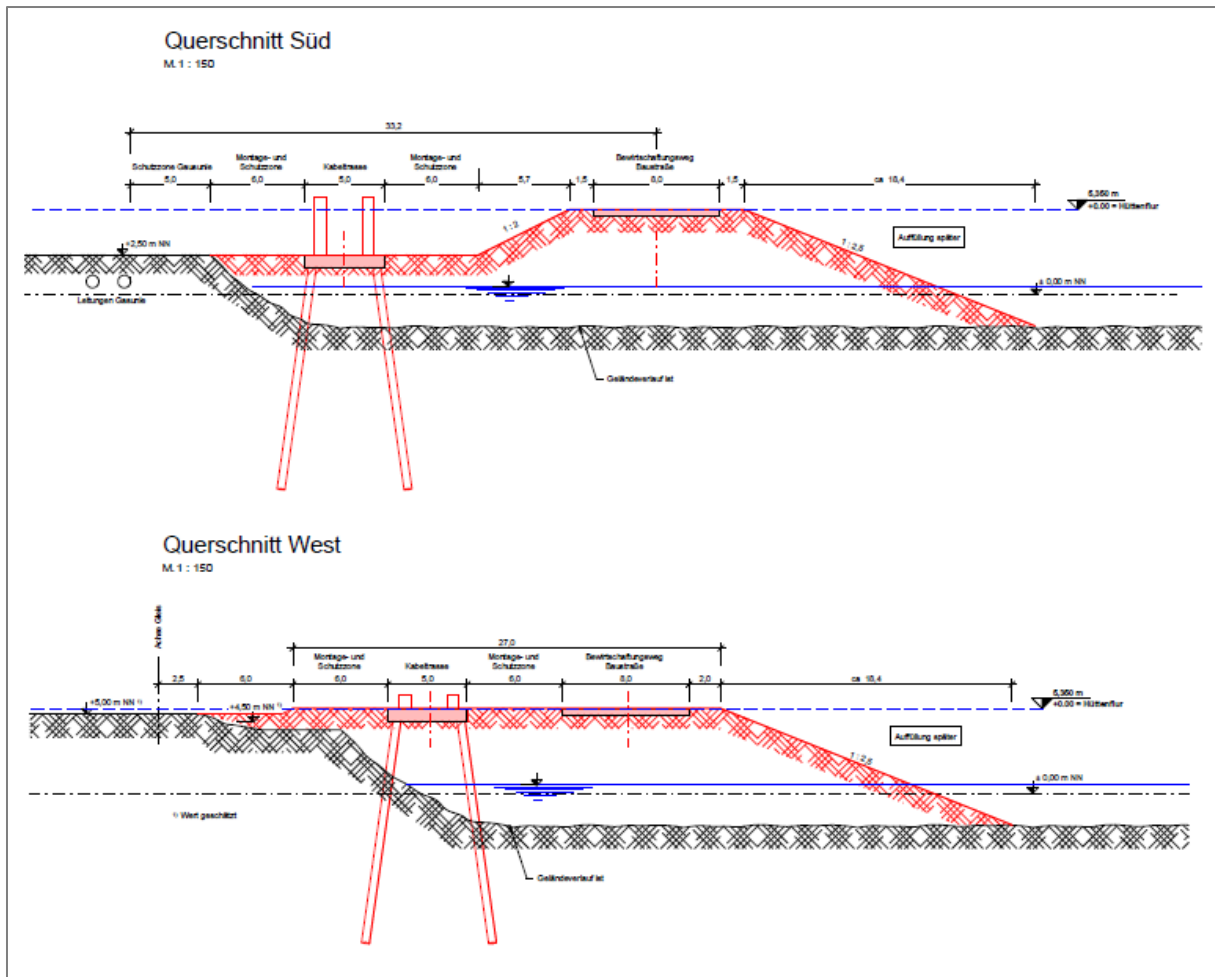 Querschnitt Süd
M. 1 : 150
33,2
Schutzzone Gasunie
Montage- und
Schutzzone
Kabeltrasse
Montage- und
Schutzzone
Bewirtschaftungsweg
Baustraße
5,0
6,0
5,0
6,0
5,7
1,5
8,0
1,5
ca 18,4
5,350 m
+0.00 = Hüttenflur
+2,50 m NN
1 : 2
1 : 2,5
Auffüllung später
± 0,00 m NN
Leitungen Gasunie
Geländeverlauf ist
Querschnitt West
M. 1 : 150
Achse Gleis
27,0
Montage- und
Schutzzone
Kabeltrasse
Montage- und
Schutzzone
Bewirtschaftungsweg
Baustraße
2,5
6,0
6,0
5,0
6,0
8,0
2,0
ca 18,4
+5,00 m NN ¹⁾
+4,50 m NN ¹⁾
5,350 m
+0.00 = Hüttenflur
1 : 2,5
Auffüllung später
± 0,00 m NN
¹⁾ Wert geschätzt
Geländeverlauf ist